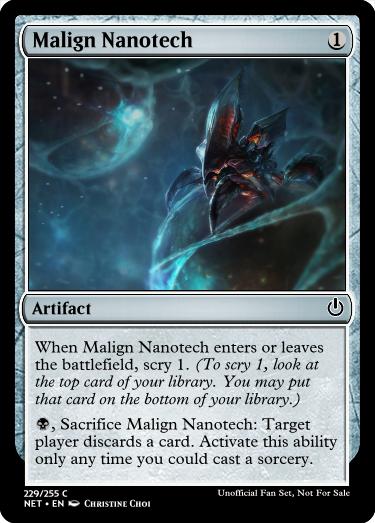 Malign Nanotech 1
Artifact
When Malign Nanotech enters or leaves
the battlefield, scry 1. (To scry 1, look at
the top card of your library. You may put
that card on the bottom of your library.)
, Sacrifice Malign Nanotech: Target
player discards a card. Activate this ability
only any time you could cast a sorcery.
229/255 C
NET • EN Christine Choi
Unofficial Fan Set, Not For Sale